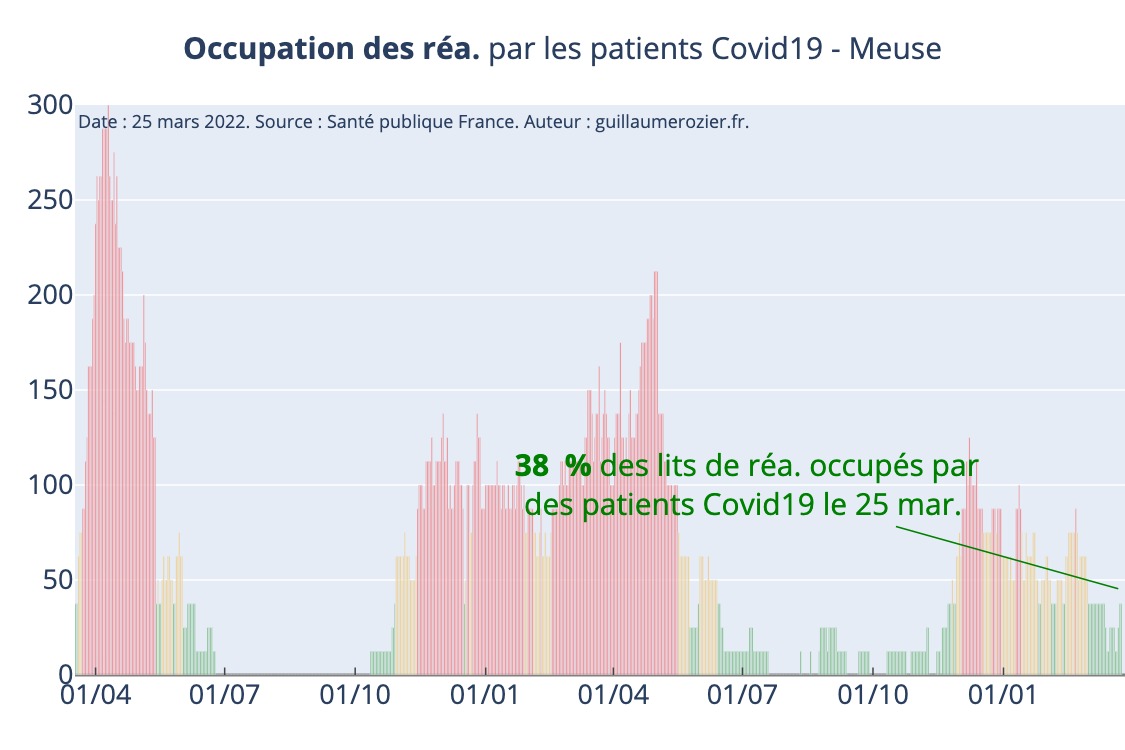 Occupation des réa. par les patients Covid19 - Meuse
300
Date : 25 mars 2022. Source : Santé publique France. Auteur : guillaumerozier.fr.
250
200
150
100
38 % des lits de réa. occupés par
des patients Covid19 le 25 mar.
50
0
01/04 01/07 01/10 01/01 01/04 01/07 01/10 01/01